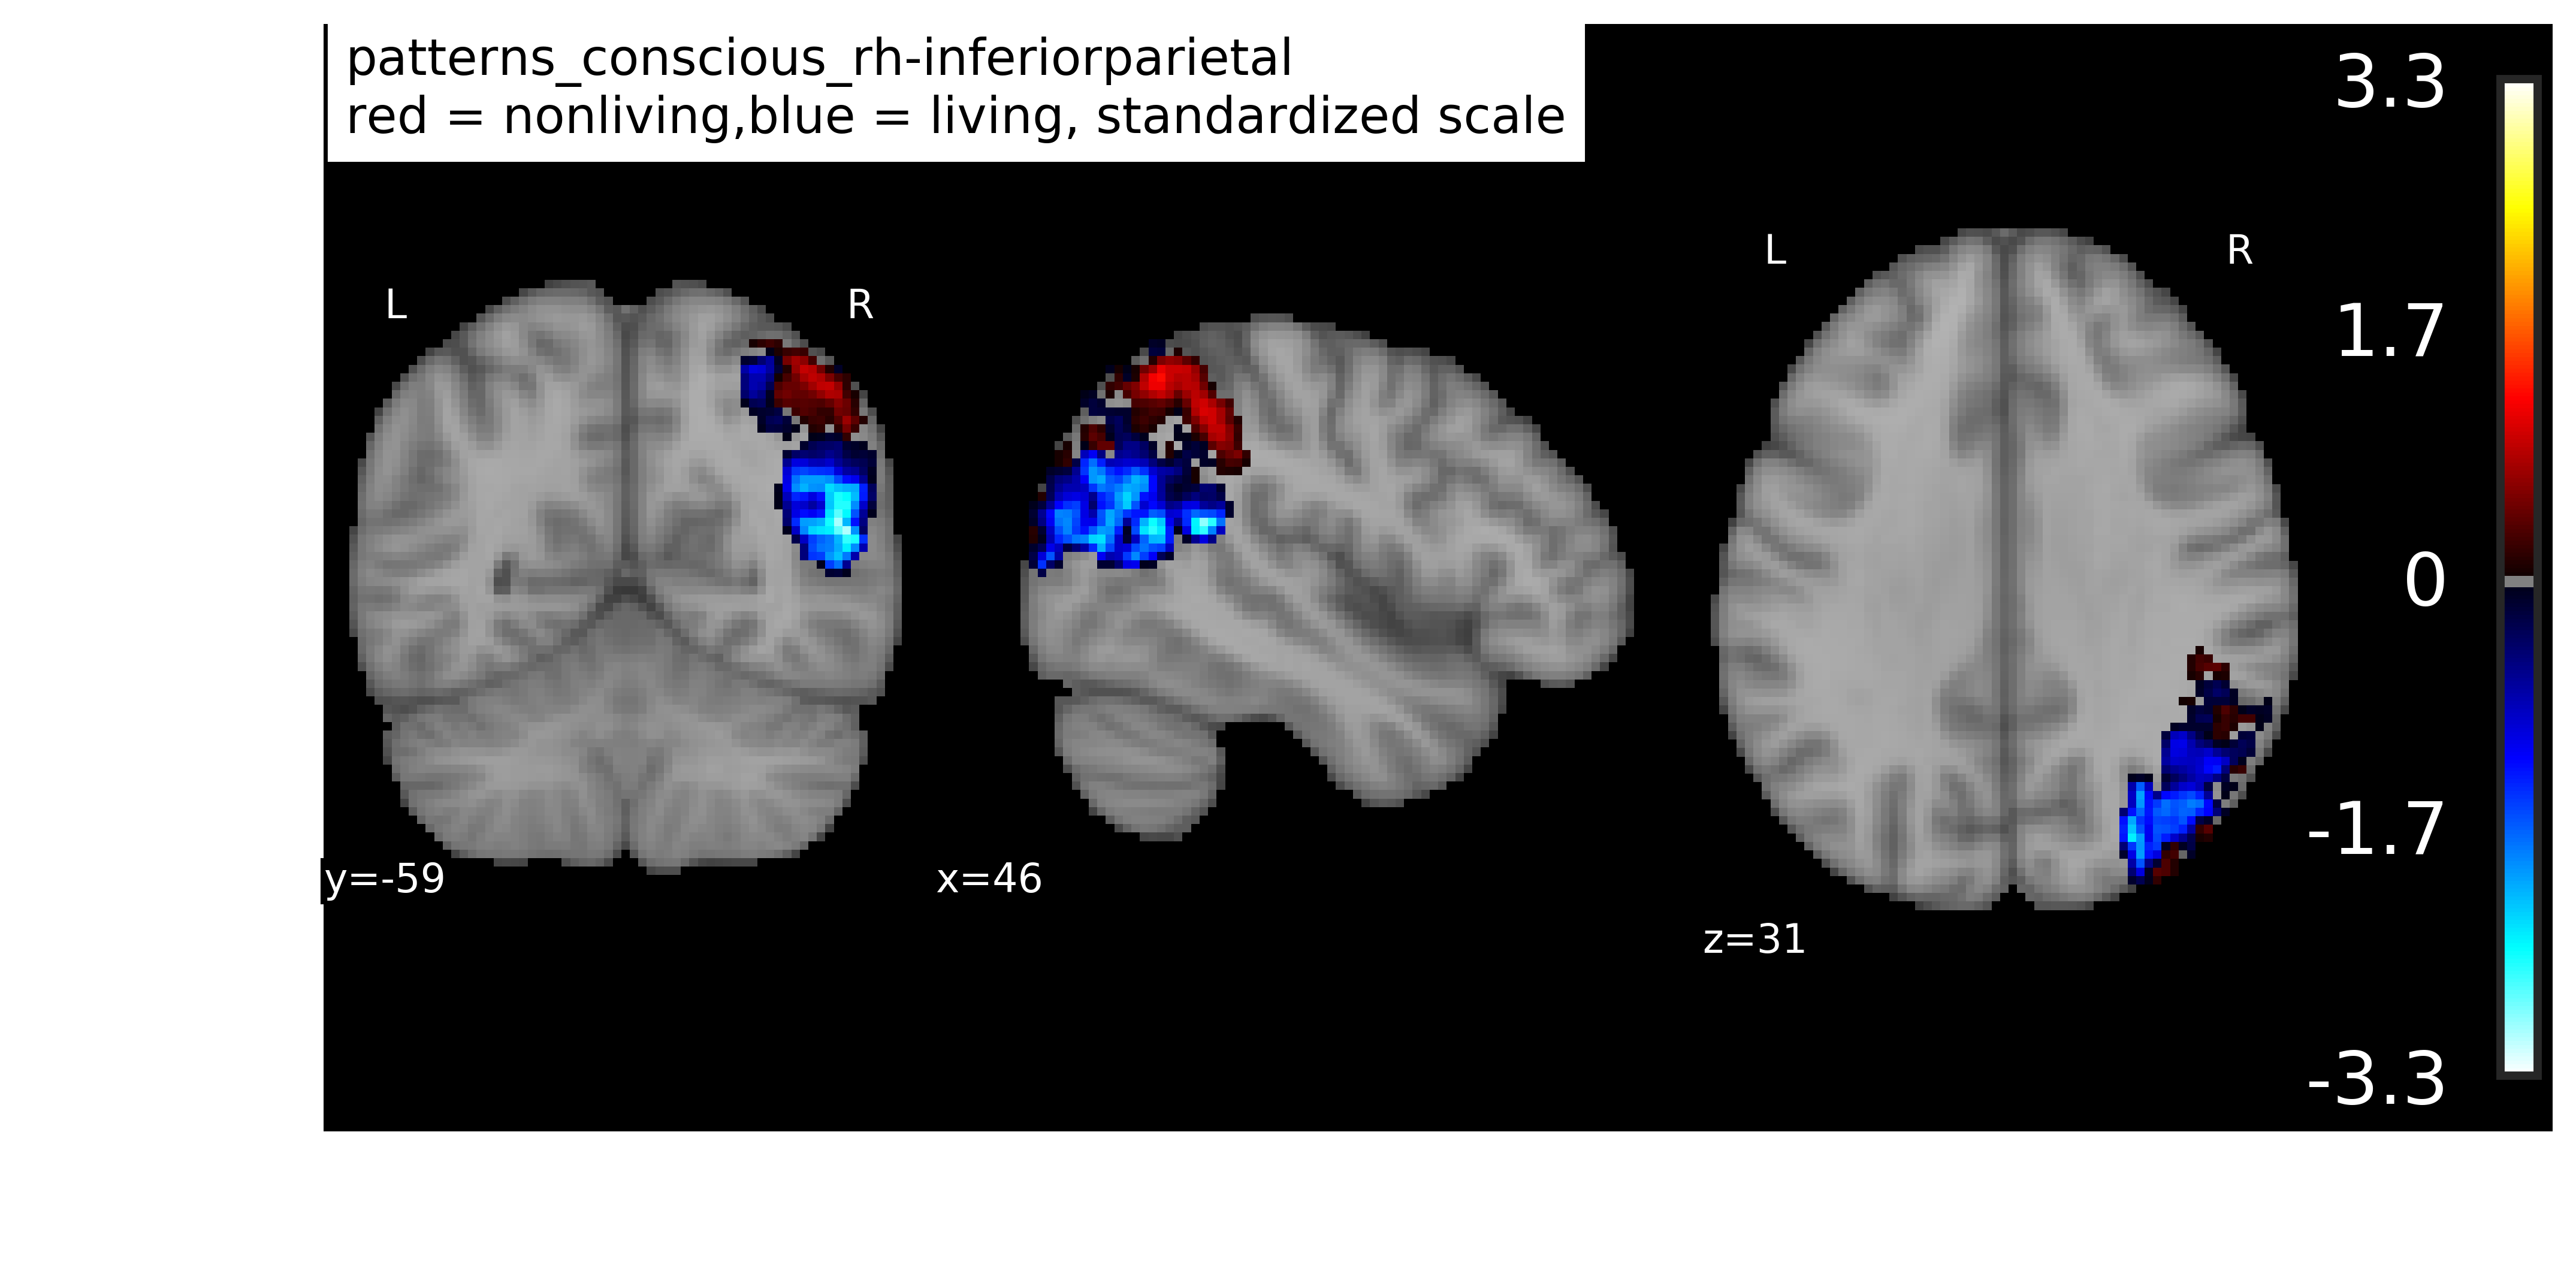 patterns_conscious_rh-inferiorparietal
red = nonliving,blue = living, standardized scale
L
R
y=-59
x=46
L
R
z=31
3.3
1.7
0
-1.7
-3.3